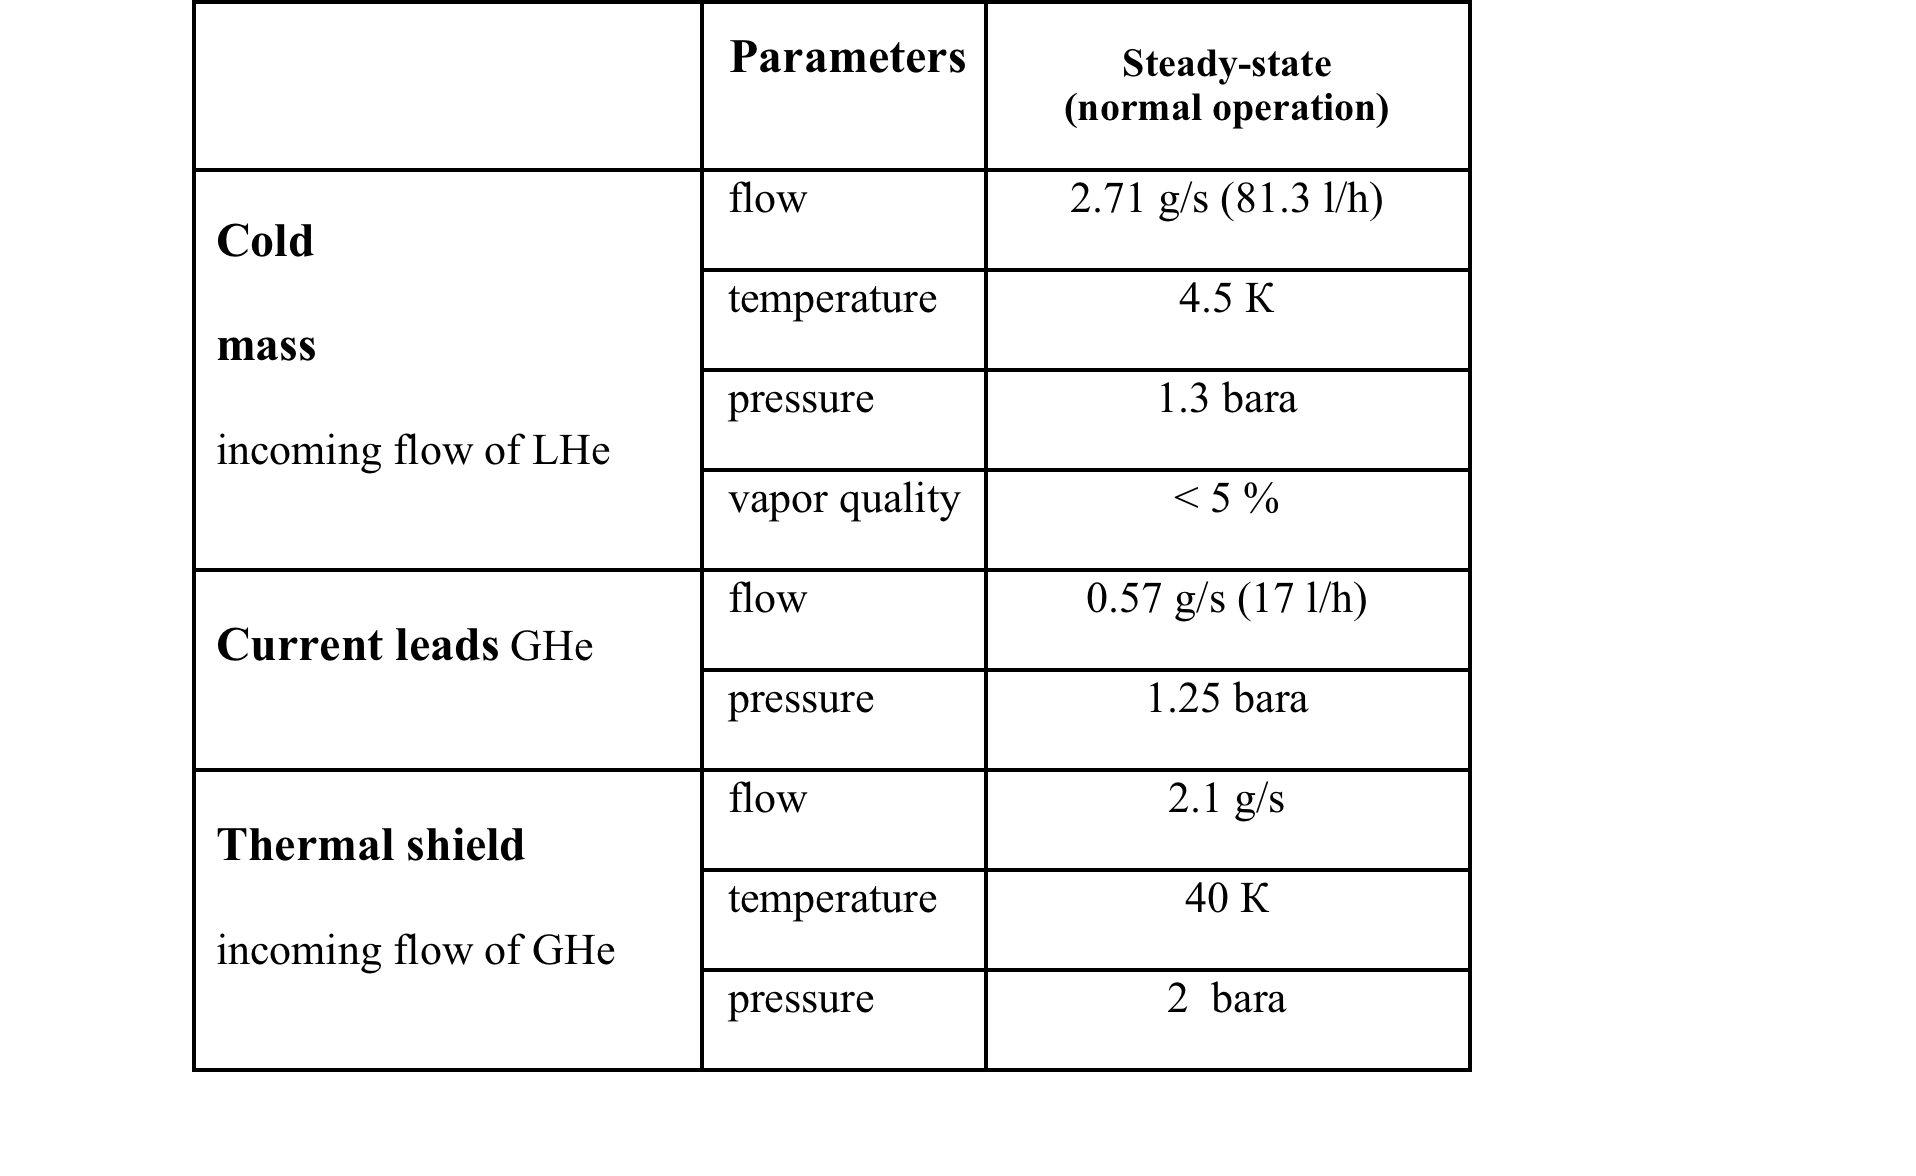 Parameters
Steady-state
(normal operation)
Cold
mass
incoming flow of LHe
flow
2.71 g/s (81.3 l/h)
temperature
4.5 K
pressure
1.3 bara
vapor quality
< 5 %
Current leads GHe
flow
0.57 g/s (17 l/h)
pressure
1.25 bara
Thermal shield
incoming flow of GHe
flow
2.1 g/s
temperature
40 K
pressure
2  bara